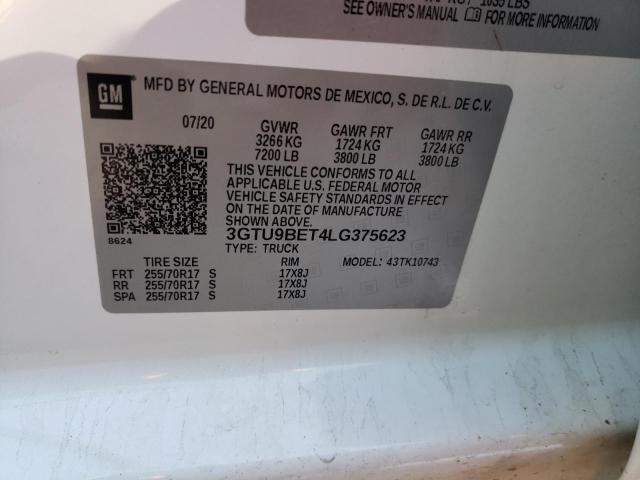 1035 LBS
SEE OWNER'S MANUAL FOR MORE INFORMATION
GM
MFD BY GENERAL MOTORS DE MEXICO, S. DE R.L. DE C.V.
07/20 GVWR GAWR FRT GAWR RR
3266 KG 1724 KG 1724 KG
7200 LB 3800 LB 3800 LB
THIS VEHICLE CONFORMS TO ALL
APPLICABLE U.S. FEDERAL MOTOR
VEHICLE SAFETY STANDARDS IN EFFECT
ON THE DATE OF MANUFACTURE
SHOWN ABOVE.
8624 3GTU9BET4LG375623
TYPE: TRUCK MODEL: 43TK10743
TIRE SIZE RIM
FRT 255/70R17 S 17X8J
RR 255/70R17 S 17X8J
SPA 255/70R17 S 17X8J